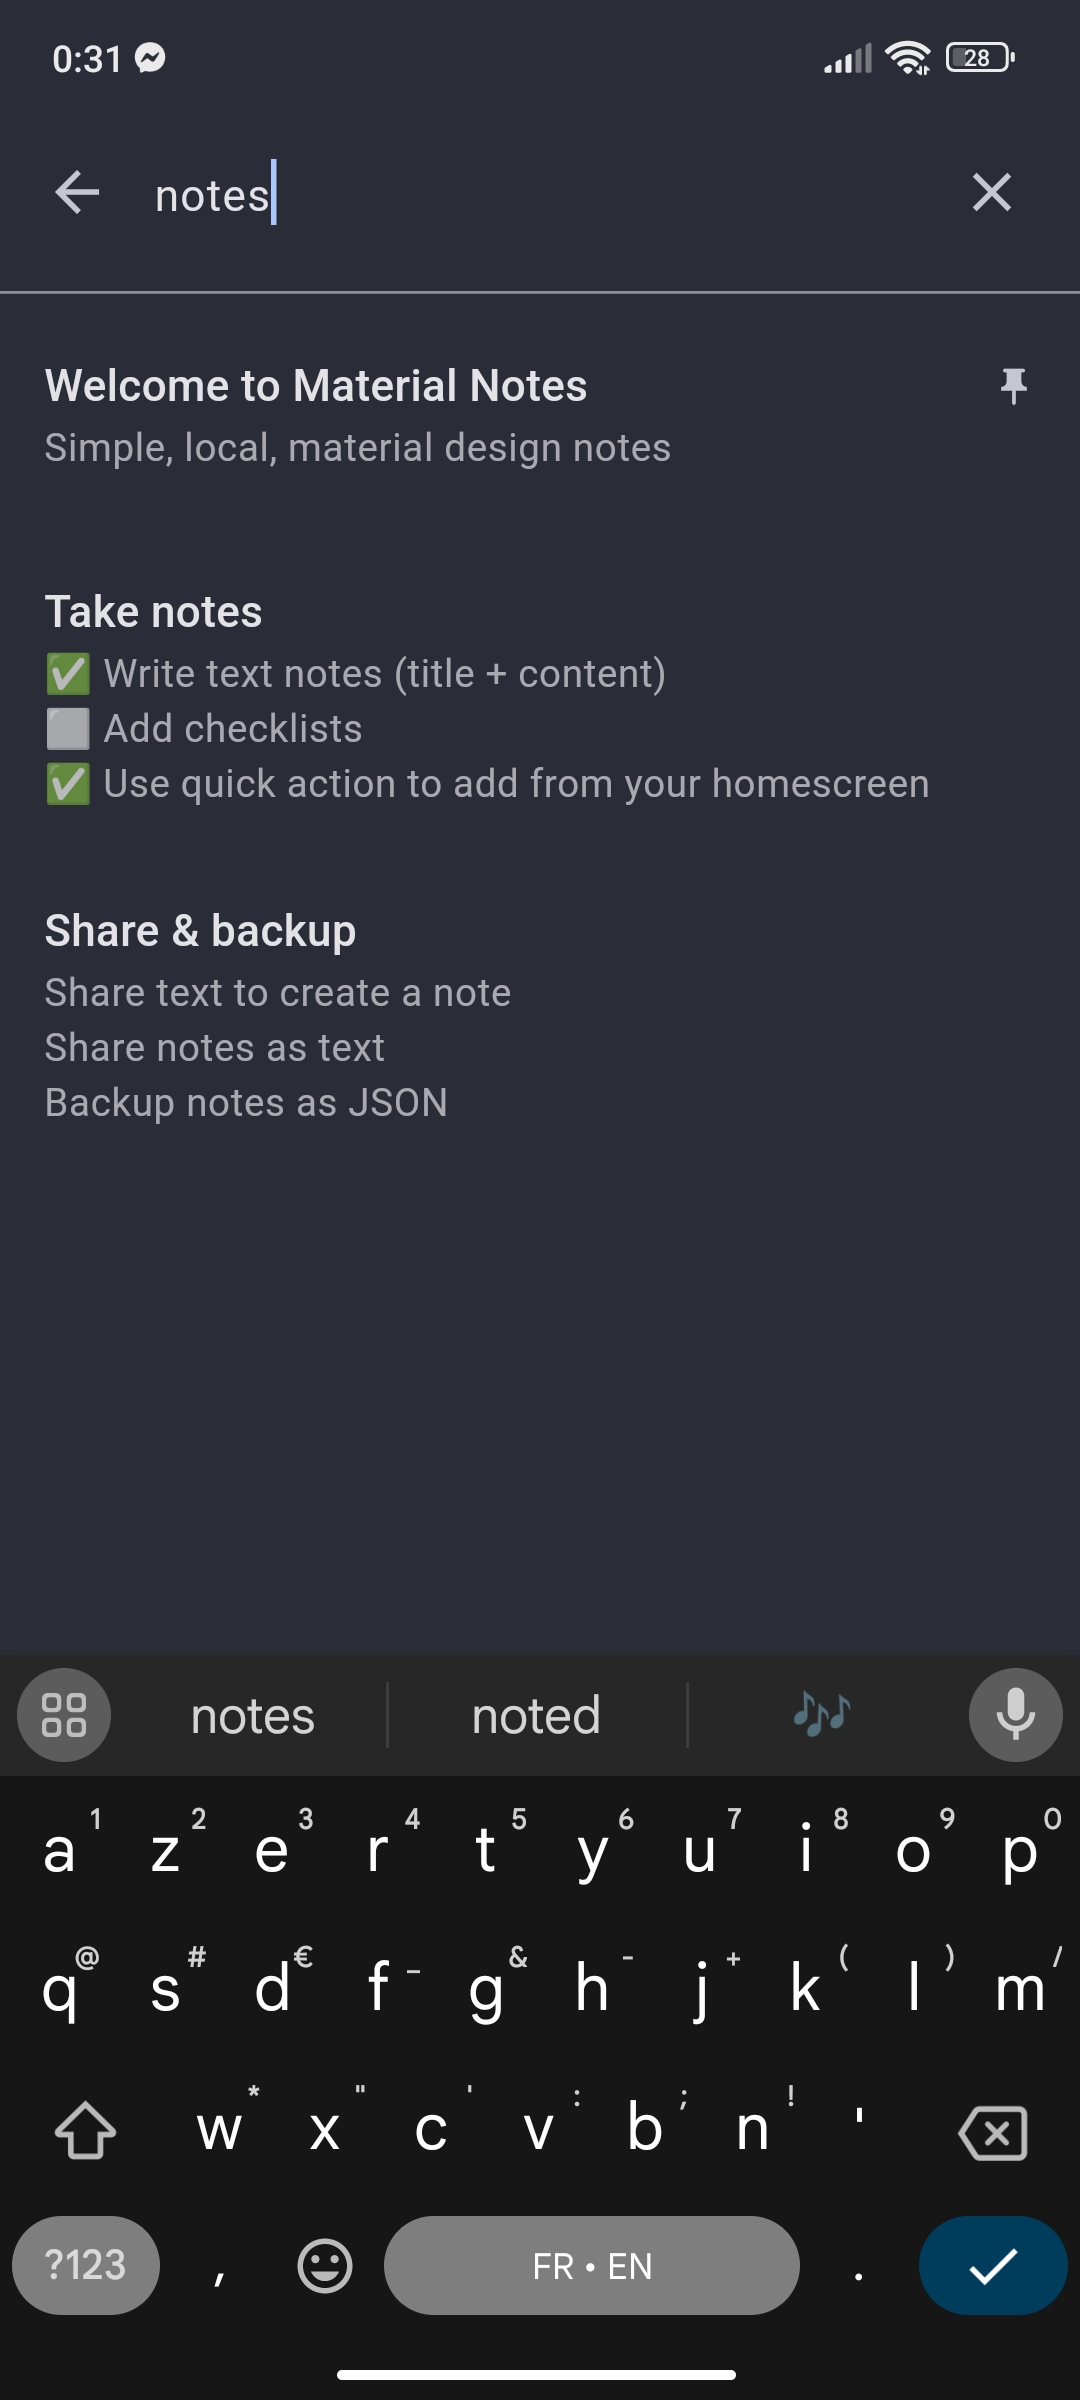 0:31 28
notes
Welcome to Material Notes
Simple, local, material design notes
Take notes
✅ Write text notes (title + content)
⬜ Add checklists
✅ Use quick action to add from your homescreen
Share & backup
Share text to create a note
Share notes as text
Backup notes as JSON
notes noted 🎶
a 1 z 2 e 3 r 4 t 5 y 6 u 7 i 8 o 9 p 0
q @ s # d € f _ g & h - j + k ( l ) m /
w * x " c ' v : b ; n ! '
?123 , FR • EN .